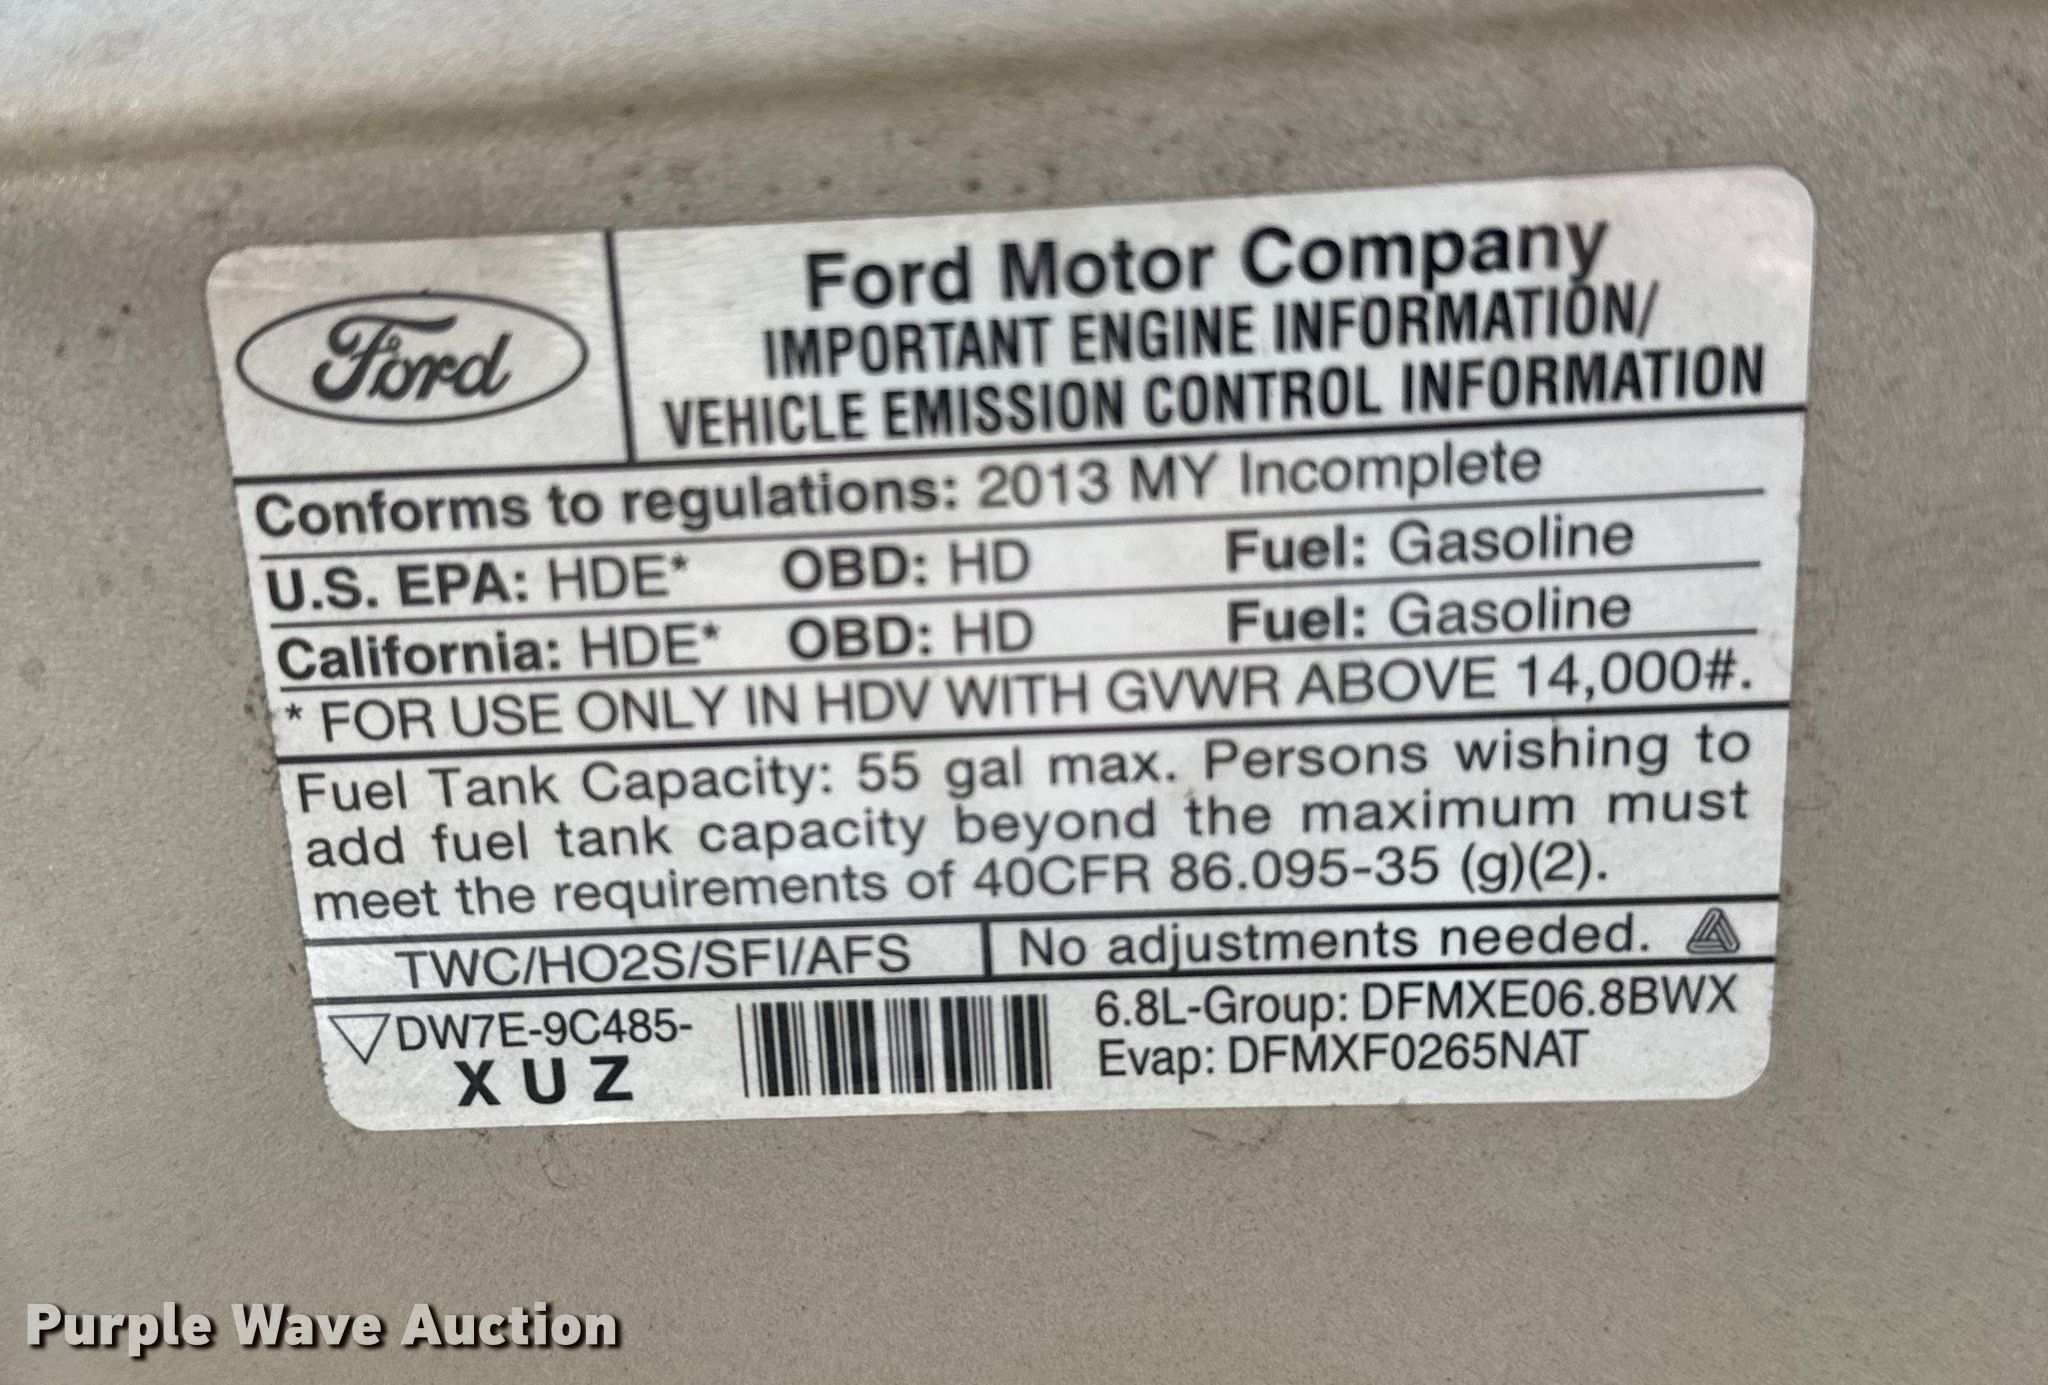 Ford
Ford Motor Company
IMPORTANT ENGINE INFORMATION/
VEHICLE EMISSION CONTROL INFORMATION
Conforms to regulations: 2013 MY Incomplete
U.S. EPA: HDE* OBD: HD Fuel: Gasoline
California: HDE* OBD: HD Fuel: Gasoline
* FOR USE ONLY IN HDV WITH GVWR ABOVE 14,000#.
Fuel Tank Capacity: 55 gal max. Persons wishing to
add fuel tank capacity beyond the maximum must
meet the requirements of 40CFR 86.095-35 (g)(2).
TWC/HO2S/SFI/AFS No adjustments needed.
DW7E-9C485-
X U Z
6.8L-Group: DFMXE06.8BWX
Evap: DFMXF0265NAT
Purple Wave Auction